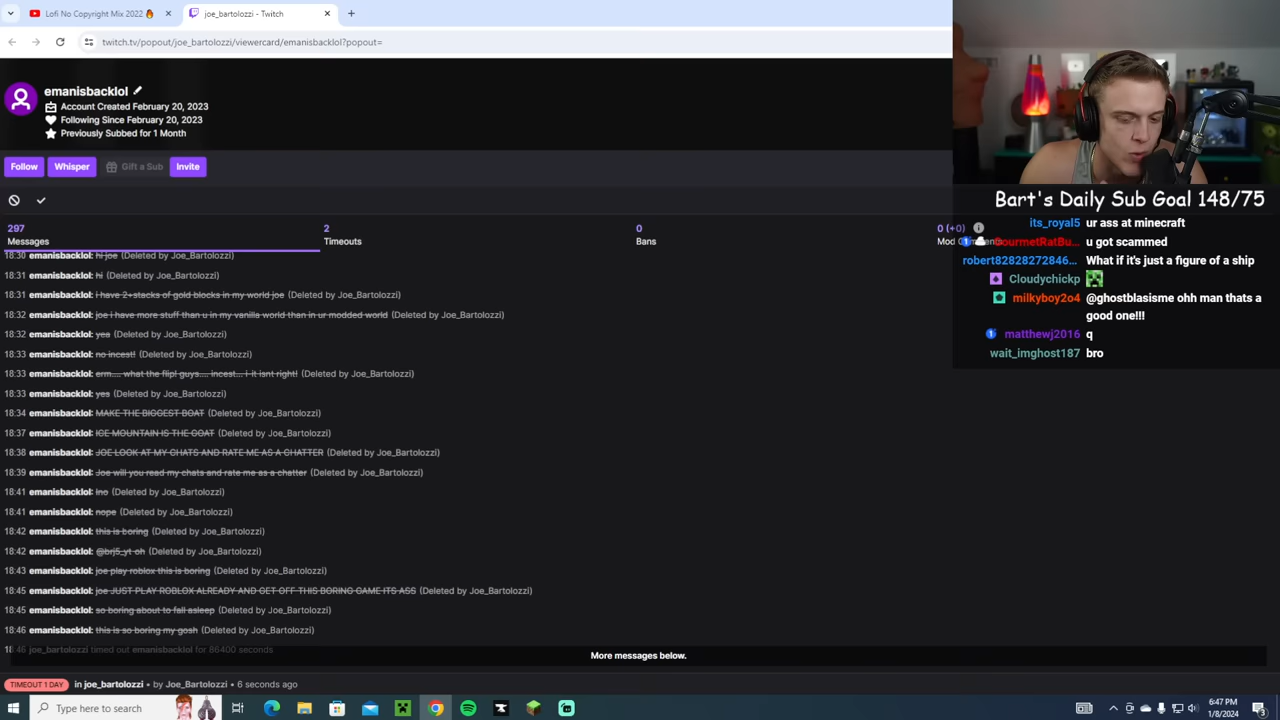 Lofi No Copyright Mix 2022
joe_bartolozzi - Twitch
twitch.tv/popout/joe_bartolozzi/viewercard/emanisbacklol?popout=
emanisbacklol
Account Created February 20, 2023
Following Since February 20, 2023
Previously Subbed for 1 Month
Follow Whisper Gift a Sub Invite
297 2 0 0 (+0)
Messages Timeouts Bans Mod
18:30 emanisbacklol: hi joe (Deleted by Joe_Bartolozzi)
18:31 emanisbacklol: hi (Deleted by Joe_Bartolozzi)
18:31 emanisbacklol: i have 2+stacks of gold blocks in my world joe (Deleted by Joe_Bartolozzi)
18:32 emanisbacklol: joe i have more stuff than u in my vanilla world than in ur modded world (Deleted by Joe_Bartolozzi)
18:32 emanisbacklol: yea (Deleted by Joe_Bartolozzi)
18:33 emanisbacklol: no incest! (Deleted by Joe_Bartolozzi)
18:33 emanisbacklol: erm.... what the flip! guys.... incest... i-it isnt right! (Deleted by Joe_Bartolozzi)
18:33 emanisbacklol: yes (Deleted by Joe_Bartolozzi)
18:34 emanisbacklol: MAKE THE BIGGEST BOAT (Deleted by Joe_Bartolozzi)
18:37 emanisbacklol: ICE MOUNTAIN IS THE GOAT (Deleted by Joe_Bartolozzi)
18:38 emanisbacklol: JOE LOOK AT MY CHATS AND RATE ME AS A CHATTER (Deleted by Joe_Bartolozzi)
18:39 emanisbacklol: Joe will you read my chats and rate me as a chatter (Deleted by Joe_Bartolozzi)
18:41 emanisbacklol: lno (Deleted by Joe_Bartolozzi)
18:41 emanisbacklol: nope (Deleted by Joe_Bartolozzi)
18:42 emanisbacklol: this is boring (Deleted by Joe_Bartolozzi)
18:42 emanisbacklol: @brj5_yt oh (Deleted by Joe_Bartolozzi)
18:43 emanisbacklol: joe play roblox this is boring (Deleted by Joe_Bartolozzi)
18:45 emanisbacklol: joe JUST PLAY ROBLOX ALREADY AND GET OFF THIS BORING GAME ITS ASS (Deleted by Joe_Bartolozzi)
18:45 emanisbacklol: so boring about to fall asleep (Deleted by Joe_Bartolozzi)
18:46 emanisbacklol: this is so boring my gosh (Deleted by Joe_Bartolozzi)
18:46 joe_bartolozzi timed out emanisbacklol for 86400 seconds
More messages below.
TIMEOUT 1 DAY in joe_bartolozzi • by Joe_Bartolozzi • 6 seconds ago
Bart's Daily Sub Goal 148/75
its_royal5 ur ass at minecraft
GourmetRatBu... u got scammed
robert82828272846... What if it's just a figure of a ship
Cloudychickp
milkyboy2o4 @ghostblasisme ohh man thats a
good one!!!
matthewj2016 q
wait_imghost187 bro
Type here to search
6:47 PM
1/8/2024
3